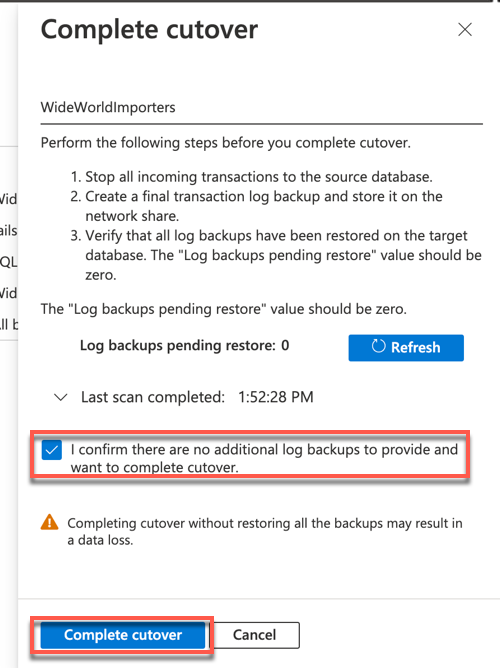 Complete cutover
WideWorldImporters
Perform the following steps before you complete cutover.
1. Stop all incoming transactions to the source database.
2. Create a final transaction log backup and store it on the
network share.
3. Verify that all log backups have been restored on the target
database. The "Log backups pending restore" value should be
zero.
The "Log backups pending restore" value should be zero.
Log backups pending restore: 0
Refresh
Last scan completed: 1:52:28 PM
I confirm there are no additional log backups to provide and
want to complete cutover.
Completing cutover without restoring all the backups may result in
a data loss.
Complete cutover
Cancel